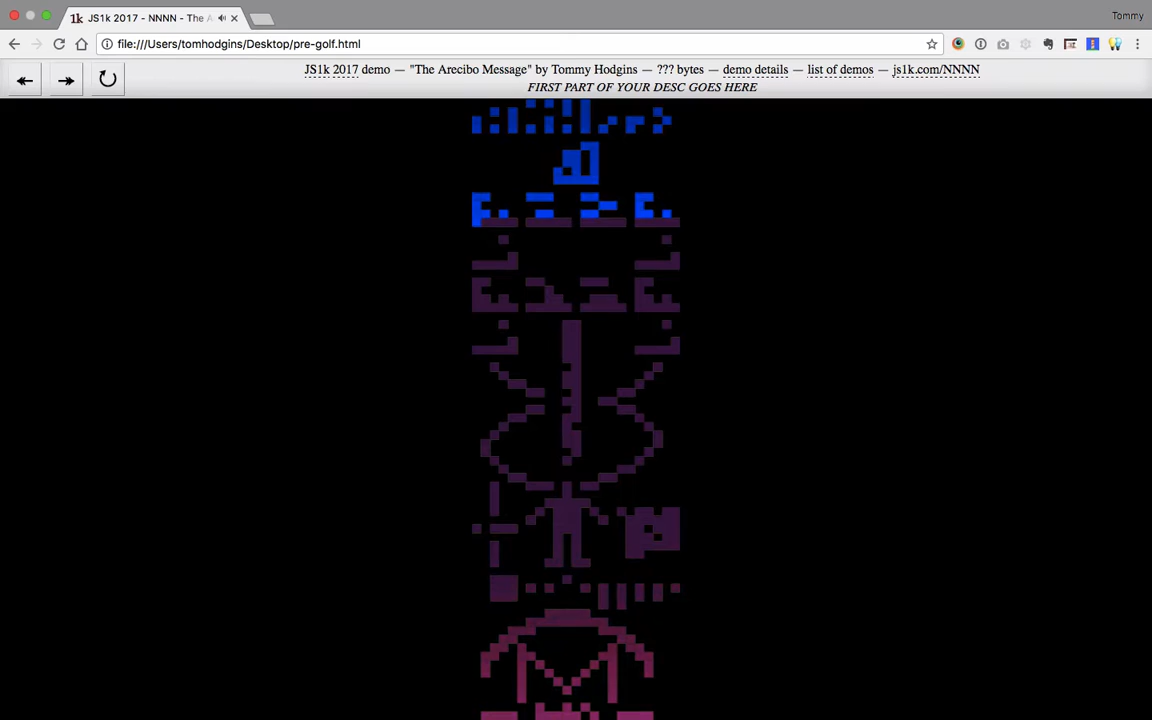 JS1k 2017 - NNNN - The A
Tommy
file:///Users/tomhodgins/Desktop/pre-golf.html
JS1k 2017 demo — "The Arecibo Message" by Tommy Hodgins — ??? bytes — demo details — list of demos — js1k.com/NNNN
FIRST PART OF YOUR DESC GOES HERE